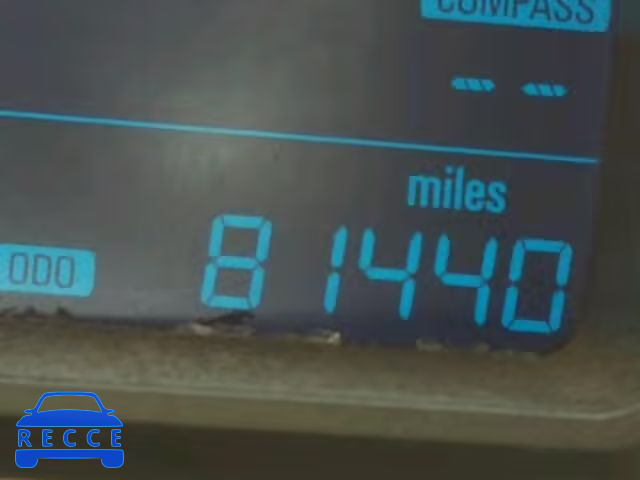 COMPASS
-- --
miles
ODO 81440
RECCE